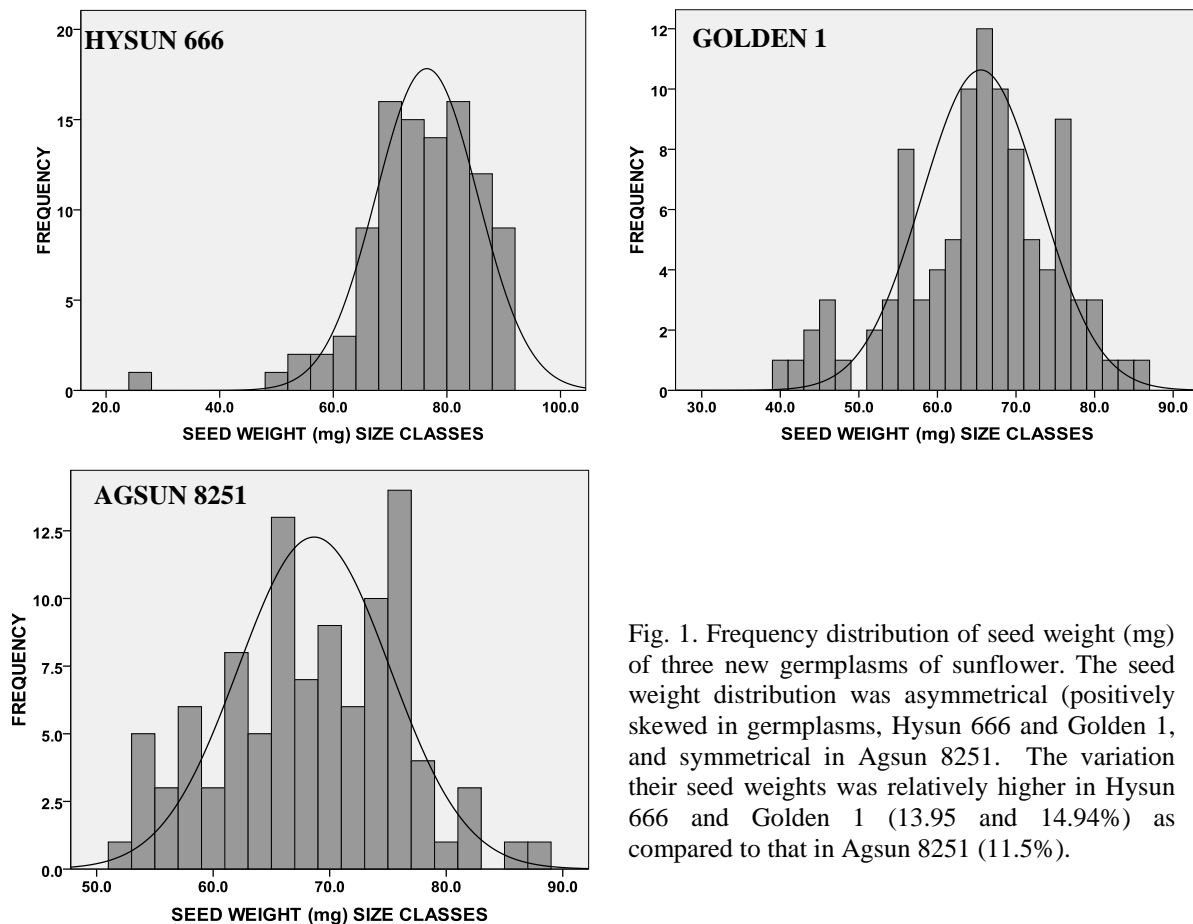 HYSUN 666
20
15
10
5
0
FREQUENCY
20.0 40.0 60.0 80.0 100.0
SEED WEIGHT (mg) SIZE CLASSES
GOLDEN 1
12
10
8
6
4
2
0
FREQUENCY
30.0 40.0 50.0 60.0 70.0 80.0 90.0
SEED WEIGHT (mg) SIZE CLASSES
AGSUN 8251
12.5
10.0
7.5
5.0
2.5
0.0
FREQUENCY
50.0 60.0 70.0 80.0 90.0
SEED WEIGHT (mg) SIZE CLASSES
Fig. 1. Frequency distribution of seed weight (mg)
of three new germplasms of sunflower. The seed
weight distribution was asymmetrical (positively
skewed in germplasms, Hysun 666 and Golden 1,
and symmetrical in Agsun 8251. The variation
their seed weights was relatively higher in Hysun
666 and Golden 1 (13.95 and 14.94%) as
compared to that in Agsun 8251 (11.5%).